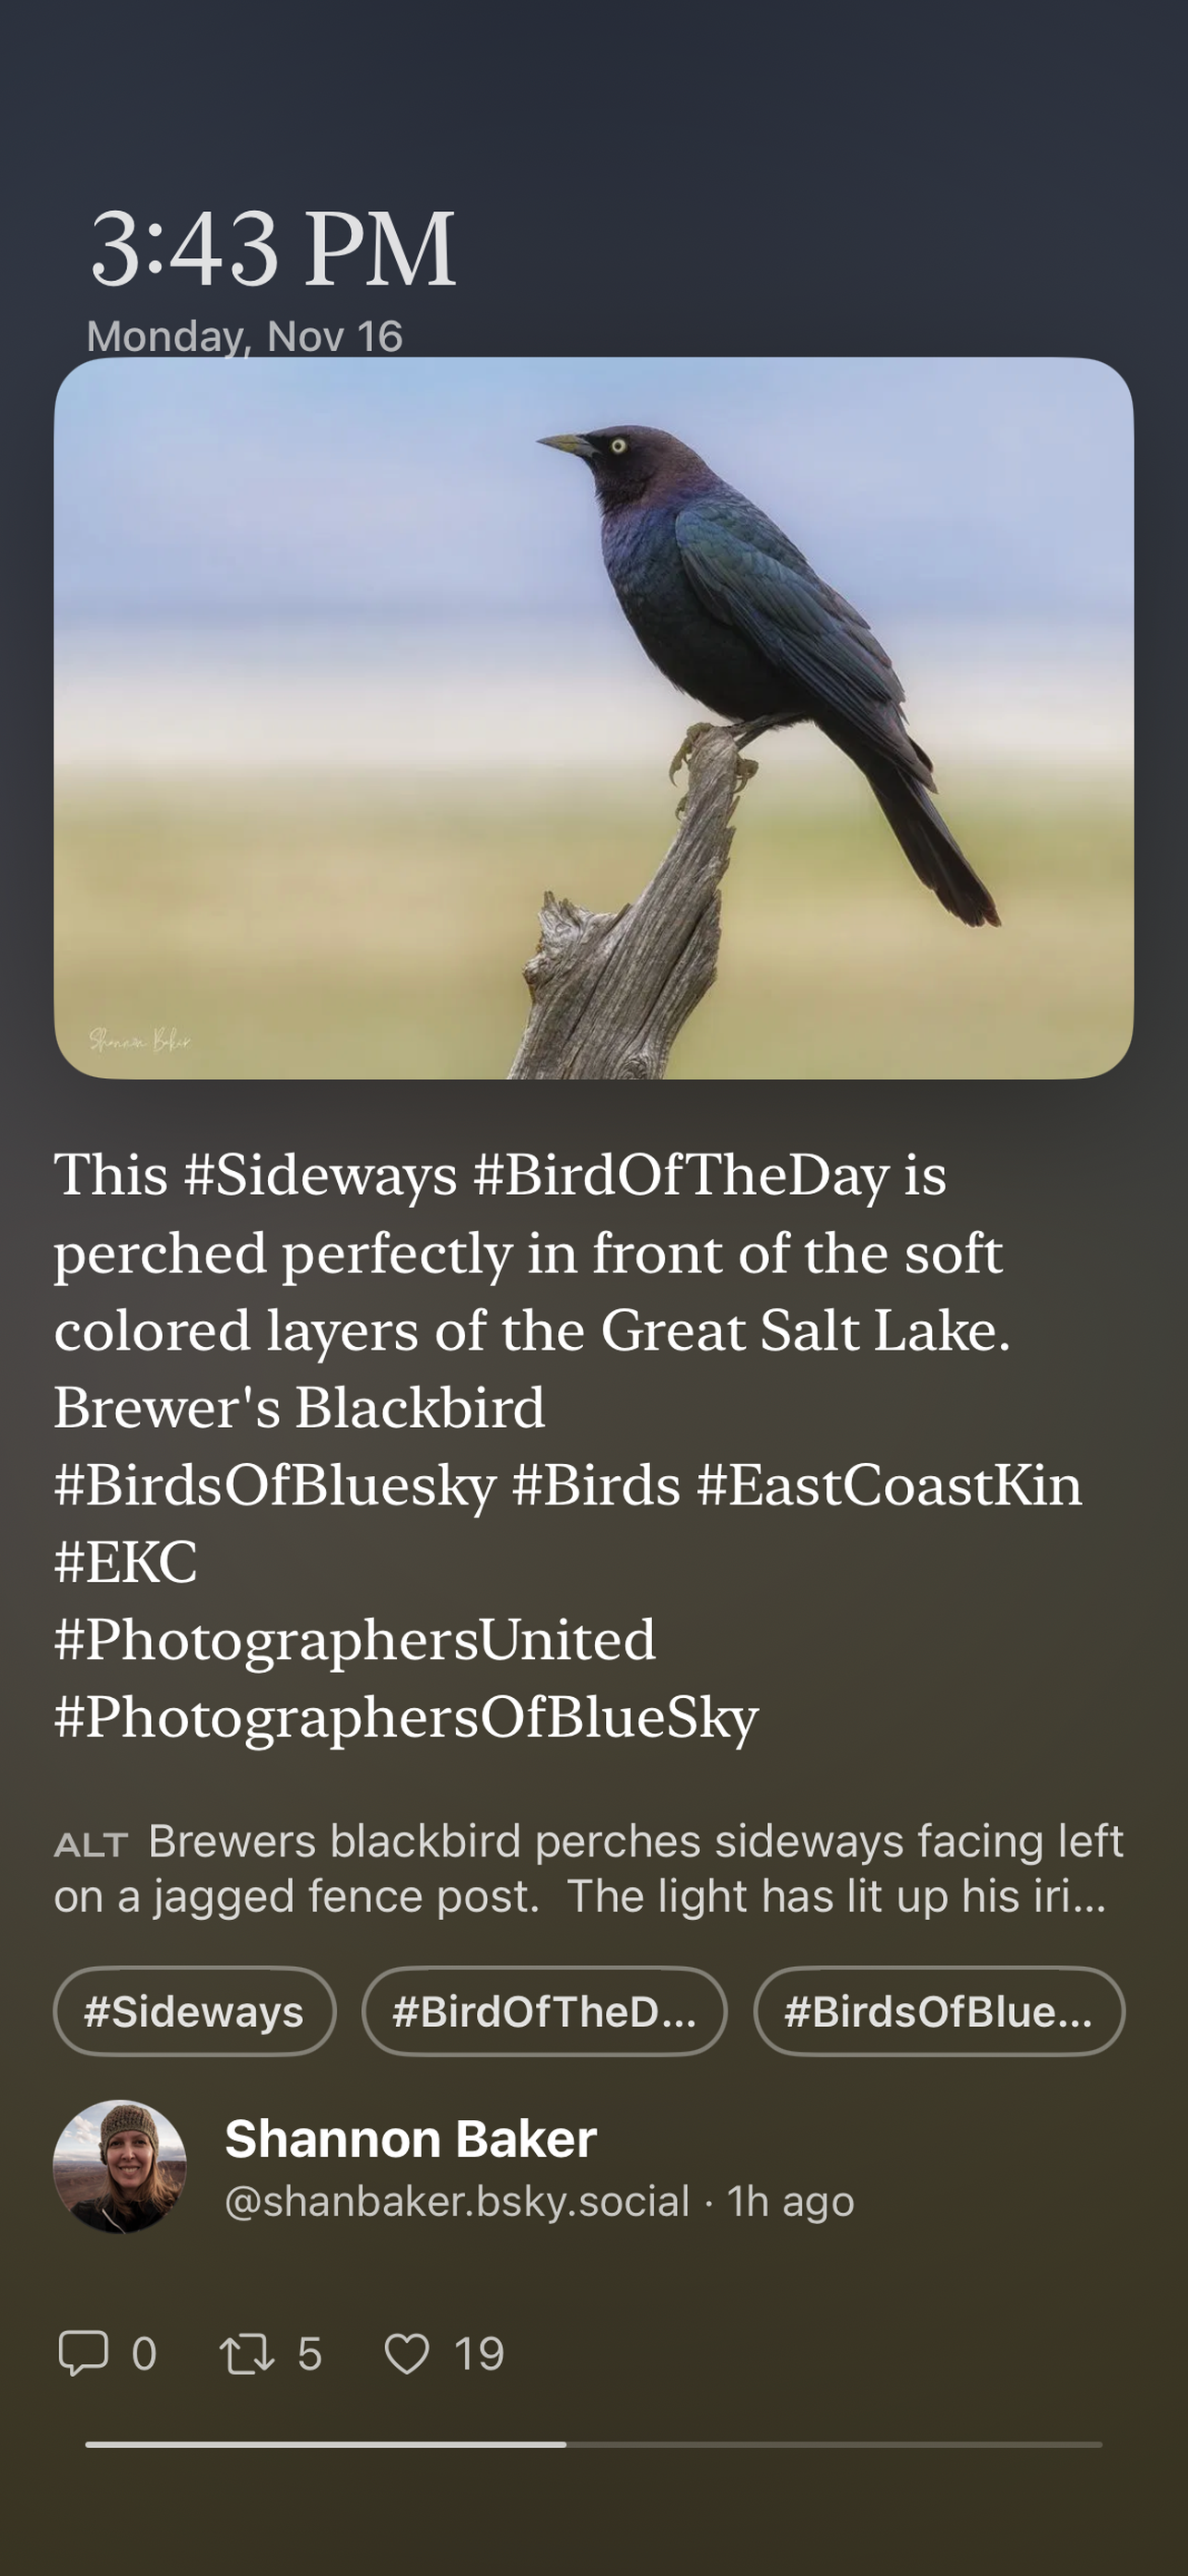 3:43 PM
Monday, Nov 16
Shannon Baker
This #Sideways #BirdOfTheDay is
perched perfectly in front of the soft
colored layers of the Great Salt Lake.
Brewer's Blackbird
#BirdsOfBluesky #Birds #EastCoastKin
#EKC
#PhotographersUnited
#PhotographersOfBlueSky
ALT Brewers blackbird perches sideways facing left
on a jagged fence post.  The light has lit up his iri...
#Sideways #BirdOfTheD... #BirdsOfBlue...
Shannon Baker
@shanbaker.bsky.social · 1h ago
0 5 19